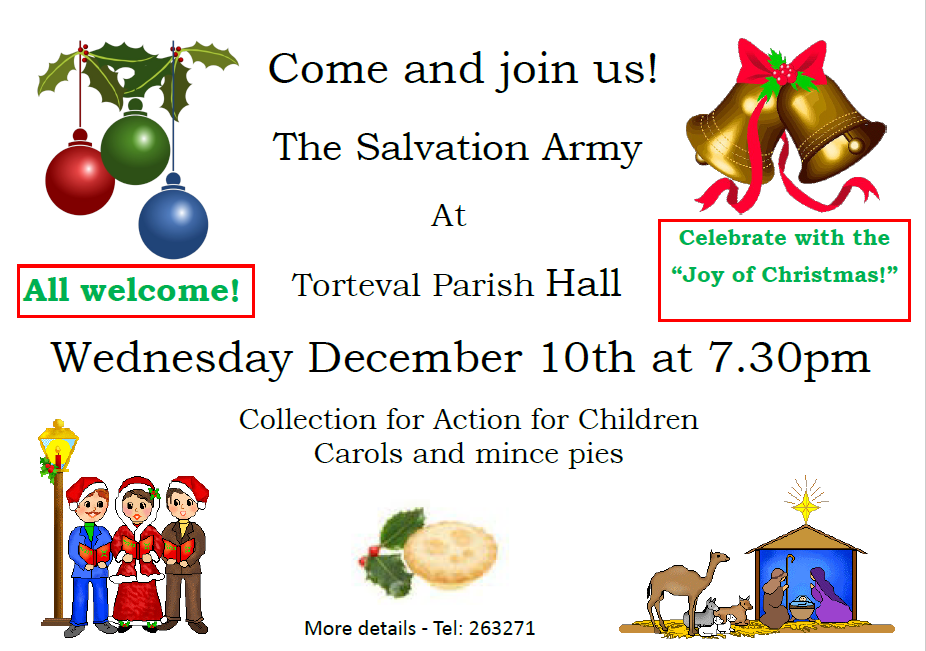 Come and join us!
The Salvation Army
At
Torteval Parish Hall
All welcome!
Celebrate with the
“Joy of Christmas!”
Wednesday December 10th at 7.30pm
Collection for Action for Children
Carols and mince pies
More details - Tel: 263271